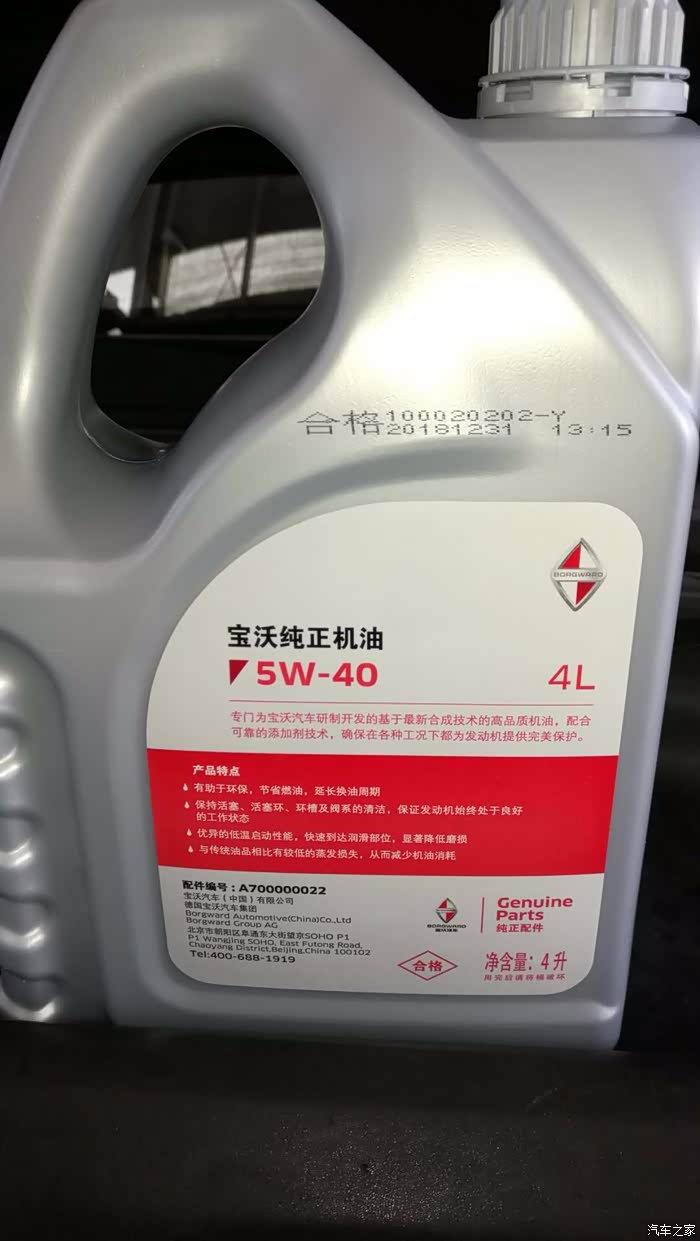 合格100020202-Y
20181231 13:15
BORGWARD
宝沃纯正机油
5W-40 4L
专门为宝沃汽车研制开发的基于最新合成技术的高品质机油，配合
可靠的添加剂技术，确保在各种工况下都为发动机提供完美保护。
产品特点
有助于环保，节省燃油，延长换油周期
保持活塞、活塞环、环槽及阀系的清洁，保证发动机始终处于良好
的工作状态
优异的低温启动性能，快速到达润滑部位，显著降低磨损
与传统油品相比有较低的蒸发损失，从而减少机油消耗
配件编号：A700000022
宝沃汽车（中国）有限公司
德国宝沃汽车集团
Borgward Automotive(China)Co.,Ltd
Borgward Group AG
北京市朝阳区阜通东大街望京SOHO P1
P1 Wangjing SOHO, East Futong Road,
Chaoyang District,Beijing,China 100102
Tel:400-688-1919
BORGWARD
宝沃汽车
Genuine
Parts
纯正配件
合格
净含量：4升
用完后请将桶破坏
汽车之家